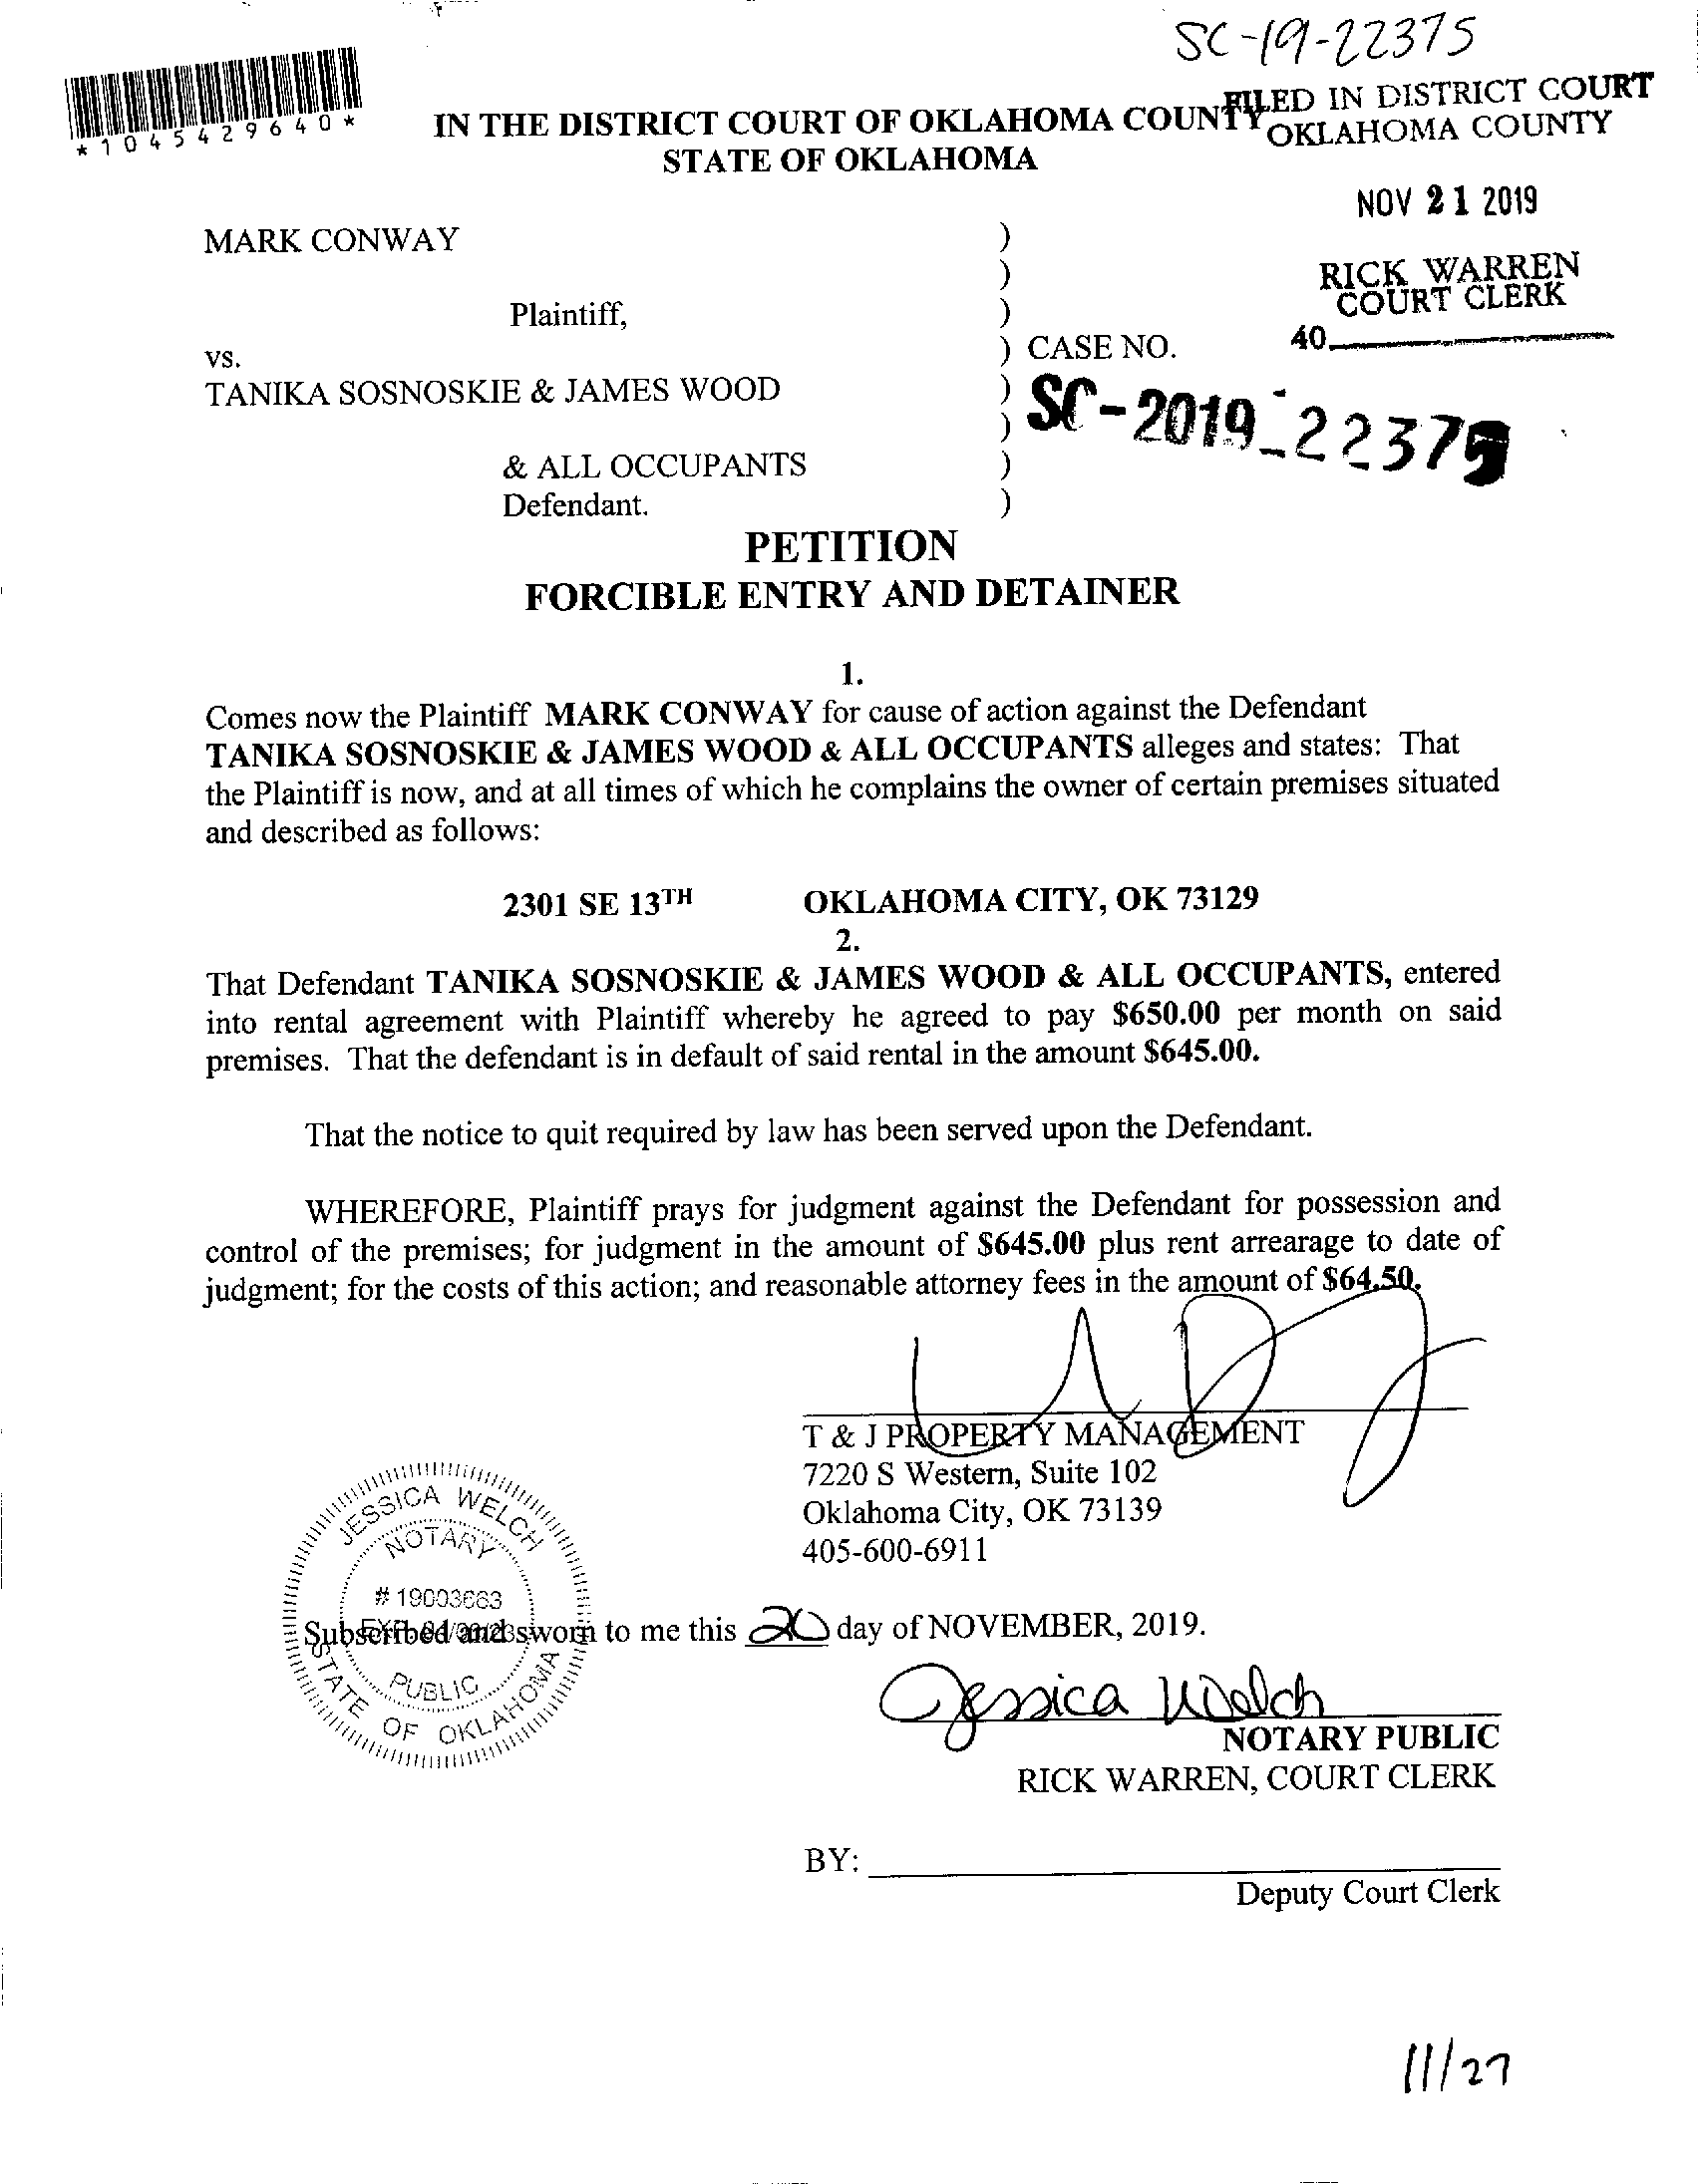 SC-19-22375
*1045429640*
IN THE DISTRICT COURT OF OKLAHOMA COUNTY
STATE OF OKLAHOMA
FILED IN DISTRICT COURT
OKLAHOMA COUNTY
NOV 21 2019
RICK WARREN
COURT CLERK
40
MARK CONWAY )
)
Plaintiff, )
vs. ) CASE NO.
TANIKA SOSNOSKIE & JAMES WOOD ) SC-2019-22375
)
& ALL OCCUPANTS )
Defendant. )
PETITION
FORCIBLE ENTRY AND DETAINER
1.
Comes now the Plaintiff MARK CONWAY for cause of action against the Defendant
TANIKA SOSNOSKIE & JAMES WOOD & ALL OCCUPANTS alleges and states: That
the Plaintiff is now, and at all times of which he complains the owner of certain premises situated
and described as follows:
2301 SE 13TH OKLAHOMA CITY, OK 73129
2.
That Defendant TANIKA SOSNOSKIE & JAMES WOOD & ALL OCCUPANTS, entered
into rental agreement with Plaintiff whereby he agreed to pay $650.00 per month on said
premises. That the defendant is in default of said rental in the amount $645.00.
That the notice to quit required by law has been served upon the Defendant.
WHEREFORE, Plaintiff prays for judgment against the Defendant for possession and
control of the premises; for judgment in the amount of $645.00 plus rent arrearage to date of
judgment; for the costs of this action; and reasonable attorney fees in the amount of $64.50.
T & J PROPERTY MANAGEMENT
7220 S Western, Suite 102
Oklahoma City, OK 73139
405-600-6911
JESSICA WELCH
NOTARY
# 19003663
PUBLIC
STATE OF OKLAHOMA
Subscribed and sworn to me this 20 day of NOVEMBER, 2019.
Jessica Welch
NOTARY PUBLIC
RICK WARREN, COURT CLERK
BY:
Deputy Court Clerk
11/27